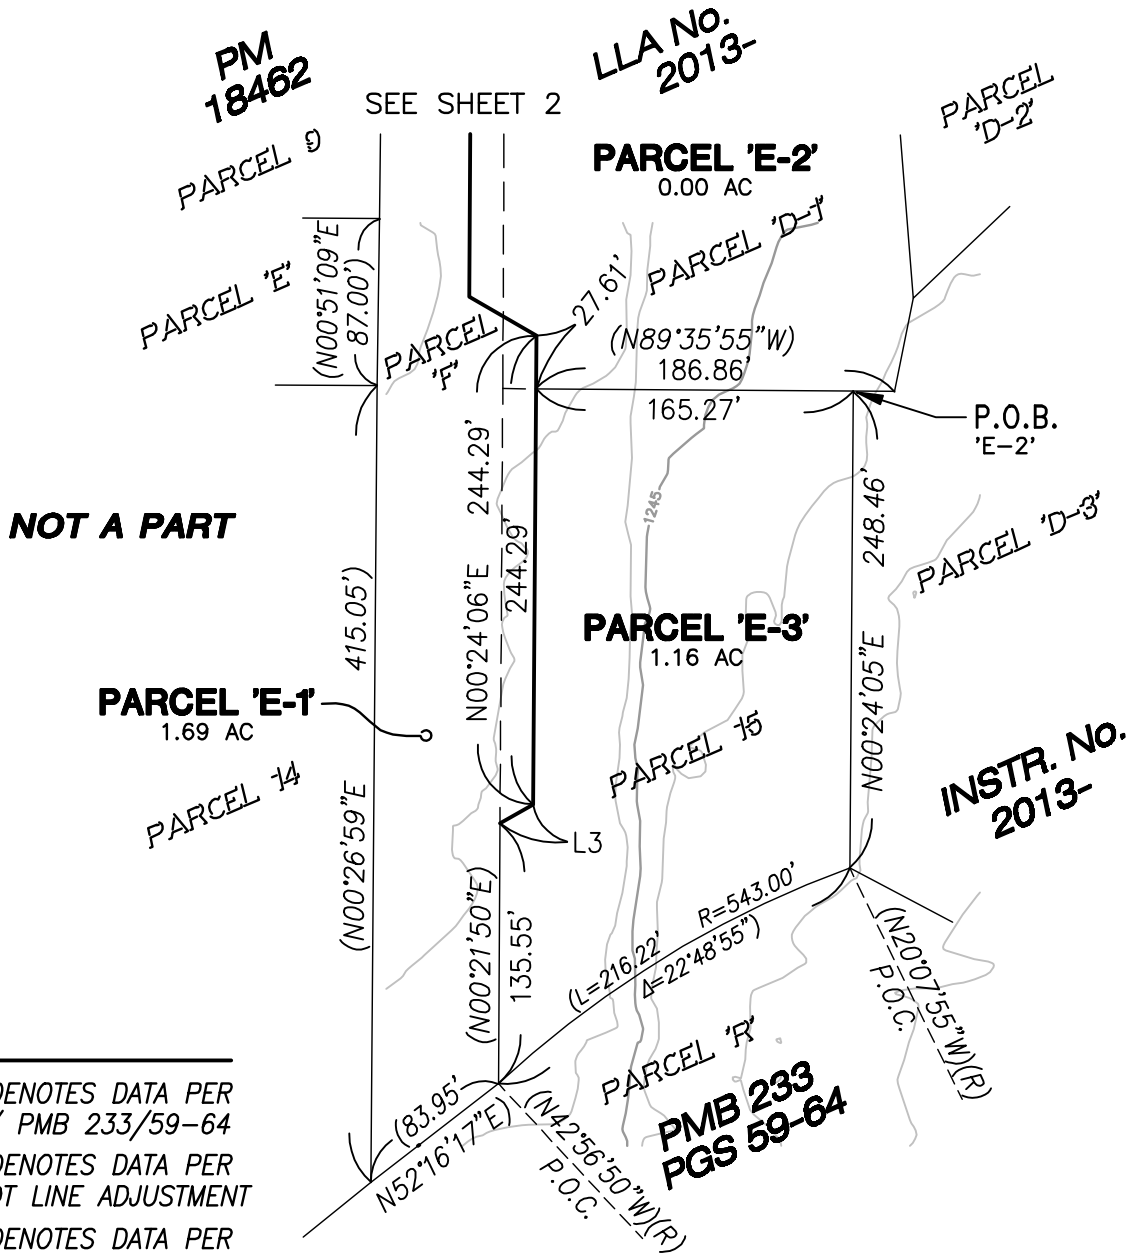 PM
18462
LLA No.
2013-
SEE SHEET 2
PARCEL 9
PARCEL
'D-2'
PARCEL 'E-2'
0.00 AC
PARCEL 'D-1'
PARCEL 'E'
(N00°51'09"E
87.00')
PARCEL
'F'
27.61'
(N89°35'55"W)
186.86'
165.27'
P.O.B.
'E-2'
244.29'
N00°24'06"E
244.29'
1245
248.46'
N00°24'05"E
NOT A PART
PARCEL 'D-3'
415.05')
(N00°26'59"E
PARCEL 'E-3'
1.16 AC
PARCEL 'E-1'
1.69 AC
PARCEL 14
PARCEL 15
INSTR. No.
2013-
L3
(N00°21'50"E)
135.55'
R=543.00'
(L=216.22'
Δ=22°48'55")
(N20°07'55"W)(R)
P.O.C.
PARCEL 'R'
PMB 233
PGS 59-64
(83.95'
N52°16'17"E)
(N42°56'50"W)(R)
P.O.C.
DENOTES DATA PER
/ PMB 233/59-64
DENOTES DATA PER
OT LINE ADJUSTMENT
DENOTES DATA PER